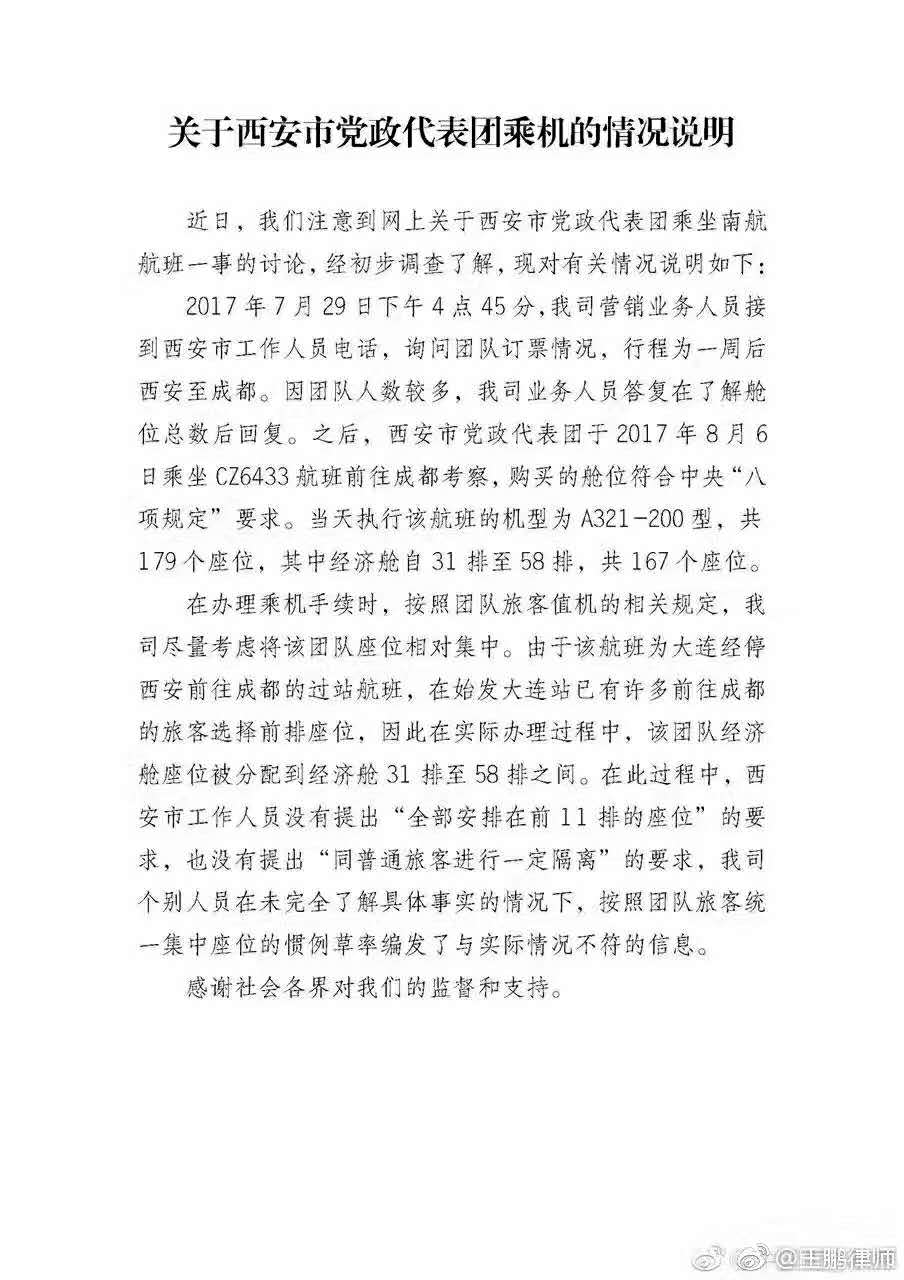 关于西安市党政代表团乘机的情况说明
近日，我们注意到网上关于西安市党政代表团乘坐南航
航班一事的讨论，经初步调查了解，现对有关情况说明如下：
2017年7月29日下午4点45分，我司营销业务人员接
到西安市工作人员电话，询问团队订票情况，行程为一周后
西安至成都。因团队人数较多，我司业务人员答复在了解舱
位总数后回复。之后，西安市党政代表团于2017年8月6
日乘坐CZ6433航班前往成都考察，购买的舱位符合中央“八
项规定”要求。当天执行该航班的机型为A321-200型，共
179个座位，其中经济舱自31排至58排，共167个座位。
在办理乘机手续时，按照团队旅客值机的相关规定，我
司尽量考虑将该团队座位相对集中。由于该航班为大连经停
西安前往成都的过站航班，在始发大连站已有许多前往成都
的旅客选择前排座位，因此在实际办理过程中，该团队经济
舱座位被分配到经济舱31排至58排之间。在此过程中，西
安市工作人员没有提出“全部安排在前11排的座位”的要
求，也没有提出“同普通旅客进行一定隔离”的要求，我司
个别人员在未完全了解具体事实的情况下，按照团队旅客统
一集中座位的惯例草率编发了与实际情况不符的信息。
感谢社会各界对我们的监督和支持。
@王鹏律师